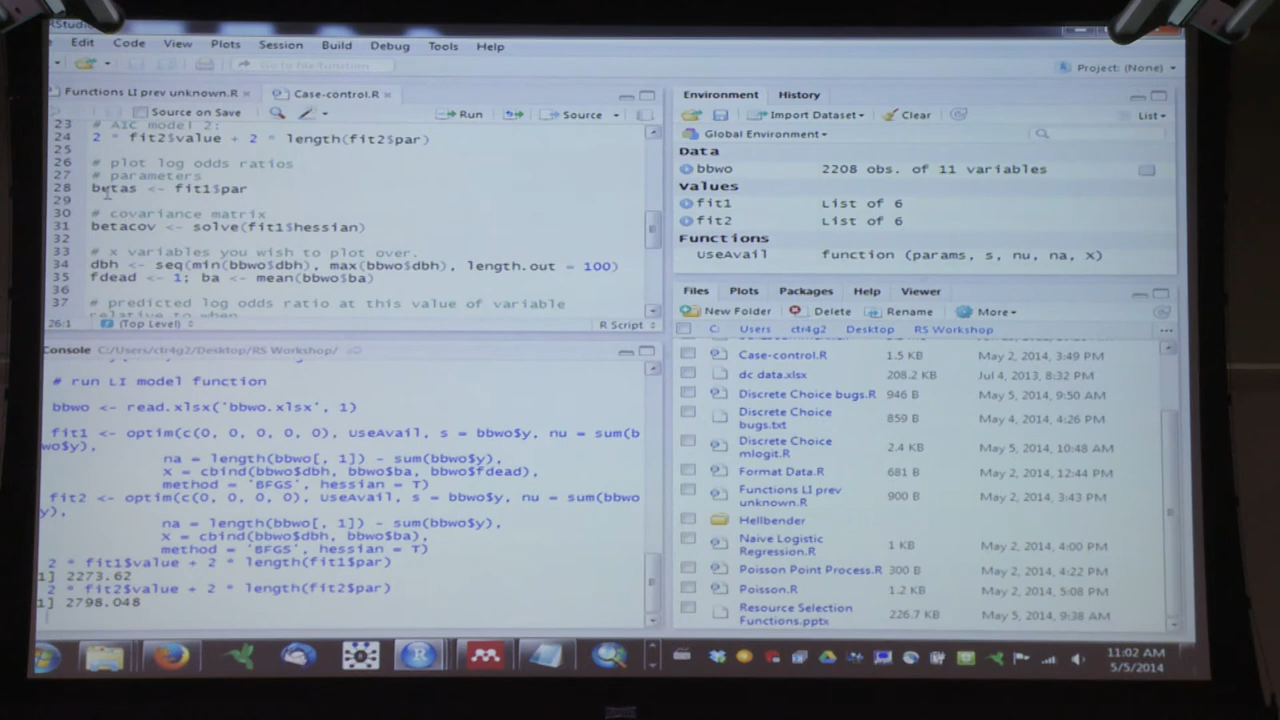 RStudio
Edit Code View Plots Session Build Debug Tools Help
Go to file/function
Project: (None)
Functions LI prev unknown.R
Case-control.R
Source on Save
Run
Source
23 # AIC model 2:
24 2 * fit2$value + 2 * length(fit2$par)
25
26 # plot log odds ratios
27 # parameters
28 betas <- fit1$par
29
30 # covariance matrix
31 betacov <- solve(fit1$hessian)
32
33 # x variables you wish to plot over.
34 dbh <- seq(min(bbwo$dbh), max(bbwo$dbh), length.out = 100)
35 fdead <- 1; ba <- mean(bbwo$ba)
36
37 # predicted log odds ratio at this value of variable
relative to when
26:1 (Top Level) R Script
Console C:/Users/ctr4g2/Desktop/RS Workshop/
# run LI model function
bbwo <- read.xlsx('bbwo.xlsx', 1)
fit1 <- optim(c(0, 0, 0, 0, 0), UseAvail, s = bbwo$y, nu = sum(b
wo$y),
na = length(bbwo[, 1]) - sum(bbwo$y),
x = cbind(bbwo$dbh, bbwo$ba, bbwo$fdead),
method = 'BFGS', hessian = T)
fit2 <- optim(c(0, 0, 0, 0), UseAvail, s = bbwo$y, nu = sum(bbwo
y),
na = length(bbwo[, 1]) - sum(bbwo$y),
x = cbind(bbwo$dbh, bbwo$ba),
method = 'BFGS', hessian = T)
2 * fit1$value + 2 * length(fit1$par)
1] 2273.62
2 * fit2$value + 2 * length(fit2$par)
1] 2798.048
Environment History
Import Dataset Clear List
Global Environment
Data
bbwo 2208 obs. of 11 variables
Values
fit1 List of 6
fit2 List of 6
Functions
UseAvail function (params, s, nu, na, x)
Files Plots Packages Help Viewer
New Folder Delete Rename More
C: Users ctr4g2 Desktop RS Workshop
Case-control.R 1.5 KB May 2, 2014, 3:49 PM
dc data.xlsx 208.2 KB Jul 4, 2013, 8:32 PM
Discrete Choice bugs.R 946 B May 5, 2014, 9:50 AM
Discrete Choice
bugs.txt 859 B May 4, 2014, 4:26 PM
Discrete Choice
mlogit.R 2.4 KB May 5, 2014, 10:48 AM
Format Data.R 681 B May 2, 2014, 12:44 PM
Functions LI prev
unknown.R 900 B May 2, 2014, 3:43 PM
Hellbender
Naive Logistic
Regression.R 1 KB May 2, 2014, 4:00 PM
Poisson Point Process.R 300 B May 2, 2014, 4:22 PM
Poisson.R 1.2 KB May 2, 2014, 5:08 PM
Resource Selection
Functions.pptx 226.7 KB May 5, 2014, 9:38 AM
11:02 AM
5/5/2014